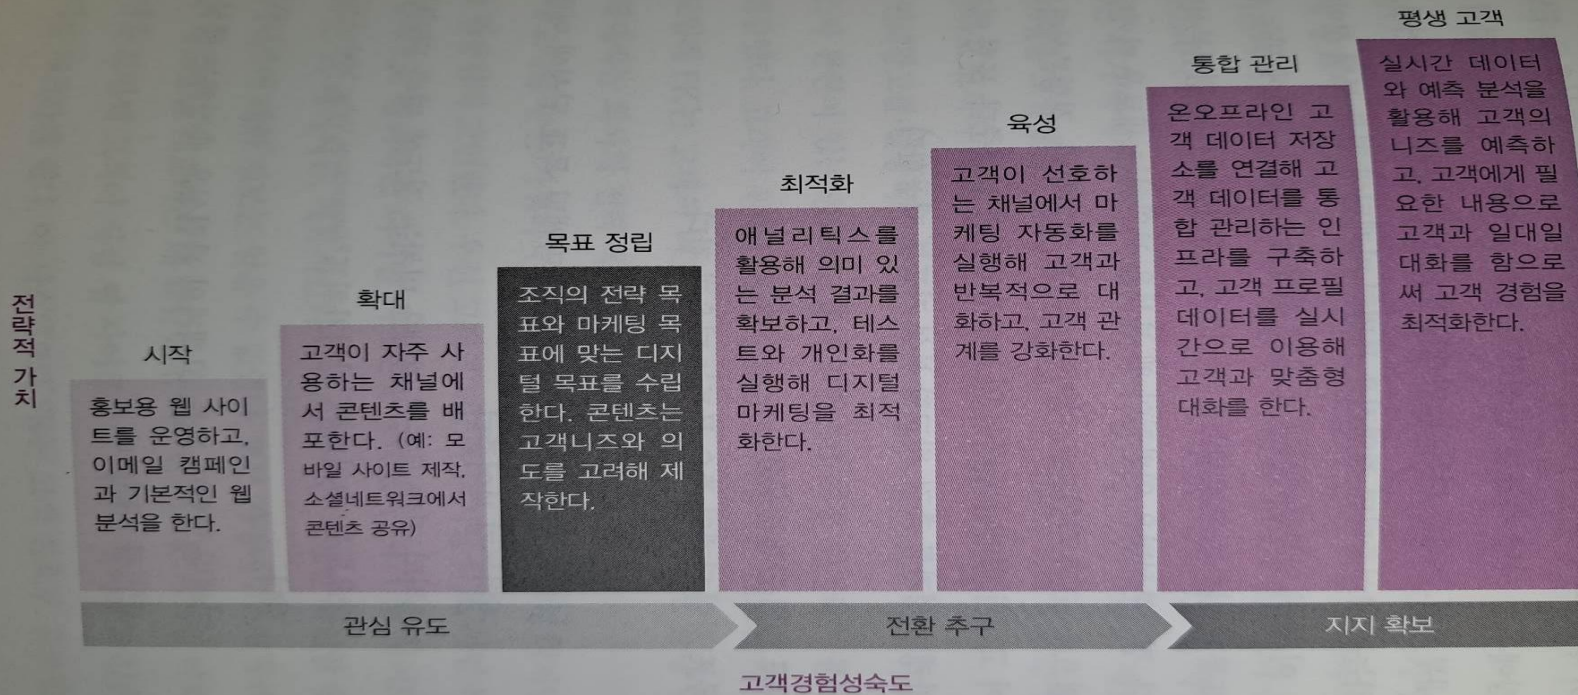 전략적 가치
시작
홍보용 웹 사이
트를 운영하고,
이메일 캠페인
과 기본적인 웹
분석을 한다.
확대
고객이 자주 사
용하는 채널에
서 콘텐츠를 배
포한다. (예: 모
바일 사이트 제작,
소셜네트워크에서
콘텐츠 공유)
목표 정립
조직의 전략 목
표와 마케팅 목
표에 맞는 디지
털 목표를 수립
한다. 콘텐츠는
고객니즈와 의
도를 고려해 제
작한다.
최적화
애널리틱스를
활용해 의미 있
는 분석 결과를
확보하고, 테스
트와 개인화를
실행해 디지털
마케팅을 최적
화한다.
육성
고객이 선호하
는 채널에서 마
케팅 자동화를
실행해 고객과
반복적으로 대
화하고, 고객 관
계를 강화한다.
통합 관리
온오프라인 고
객 데이터 저장
소를 연결해 고
객 데이터를 통
합 관리하는 인
프라를 구축하
고, 고객 프로필
데이터를 실시
간으로 이용해
고객과 맞춤형
대화를 한다.
평생 고객
실시간 데이터
와 예측 분석을
활용해 고객의
니즈를 예측하
고, 고객에게 필
요한 내용으로
고객과 일대일
대화를 함으로
써 고객 경험을
최적화한다.
관심 유도
전환 추구
지지 확보
고객경험성숙도